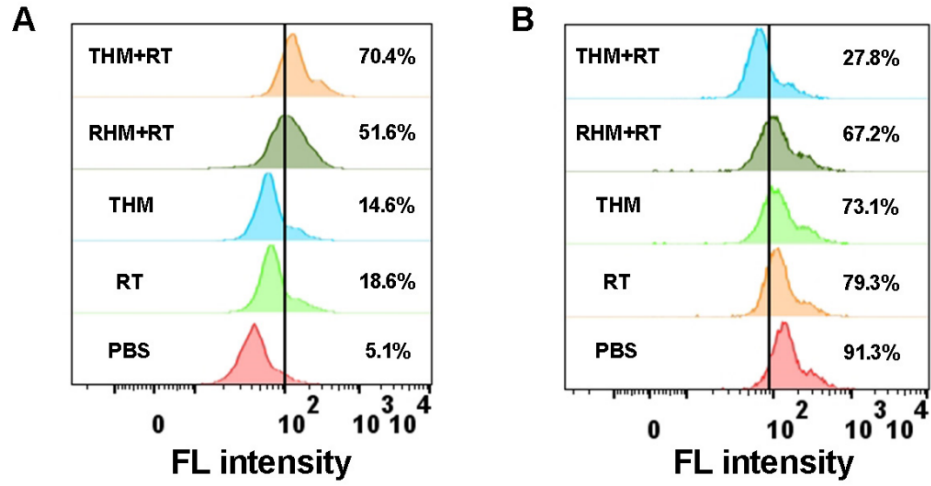 A
THM+RT 70.4%
RHM+RT 51.6%
THM 14.6%
RT 18.6%
PBS 5.1%
0 10^2 10^3 10^4
FL intensity
B
THM+RT 27.8%
RHM+RT 67.2%
THM 73.1%
RT 79.3%
PBS 91.3%
0 10^2 10^3 10^4
FL intensity